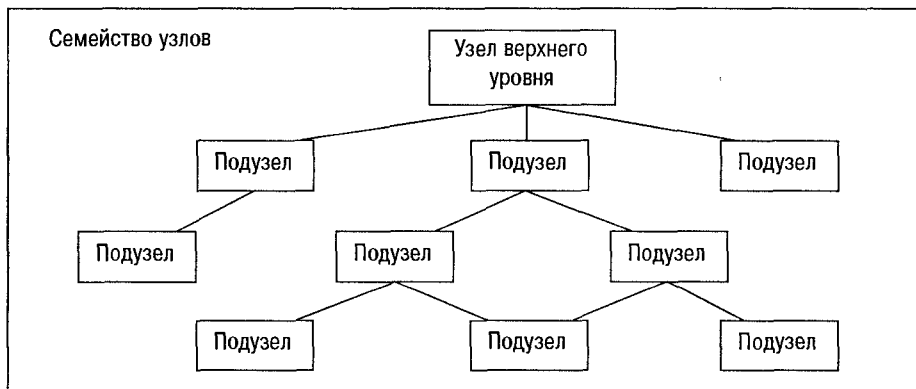 Семейство узлов
Узел верхнего
уровня
Подузел
Подузел
Подузел
Подузел
Подузел
Подузел
Подузел
Подузел
Подузел